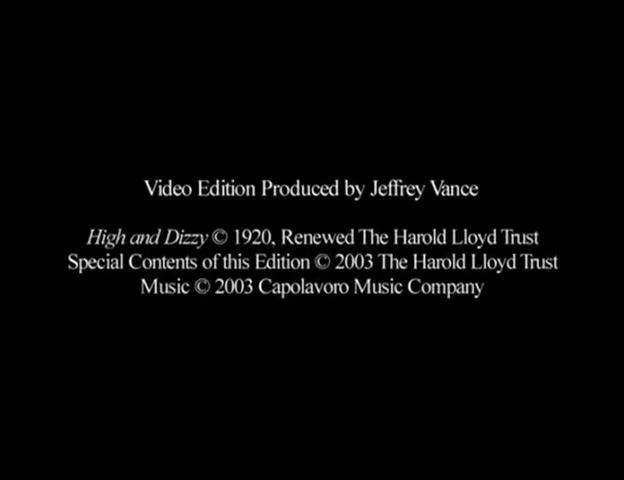 Video Edition Produced by Jeffrey Vance
High and Dizzy © 1920, Renewed The Harold Lloyd Trust
Special Contents of this Edition © 2003 The Harold Lloyd Trust
Music © 2003 Capolavoro Music Company